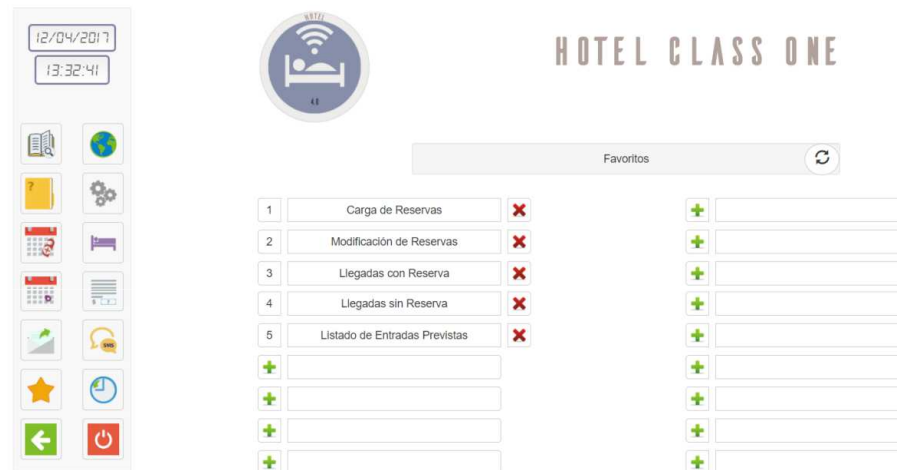 12/04/2017
13:32:41
HOTEL
HOTEL CLASS ONE
Favoritos
1 Carga de Reservas
2 Modificación de Reservas
3 Llegadas con Reserva
4 Llegadas sin Reserva
5 Listado de Entradas Previstas
?
SMS